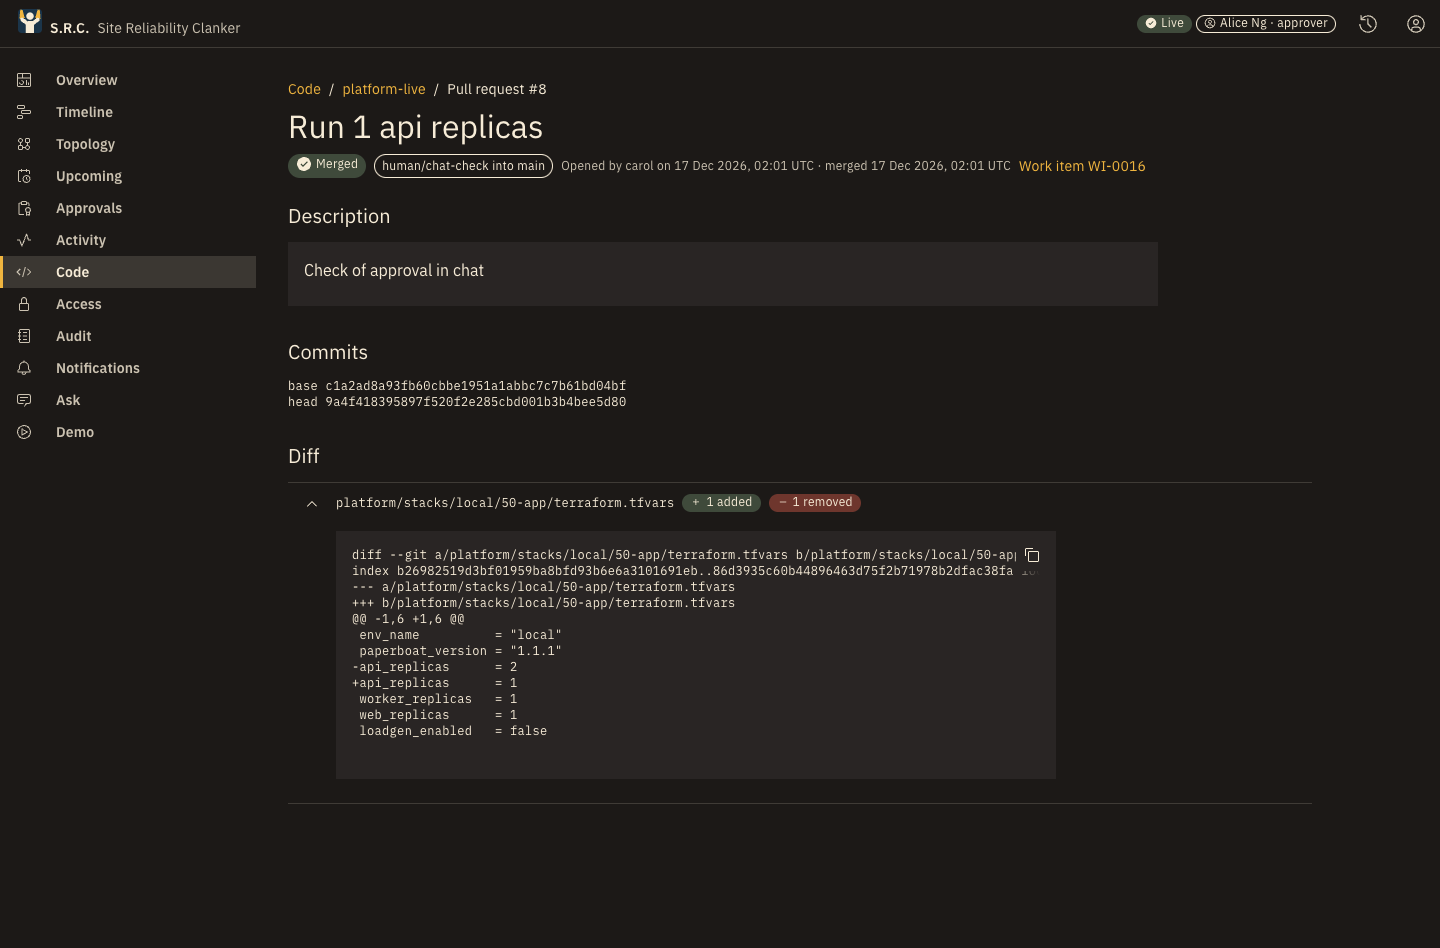 S.R.C. Site Reliability Clanker
Live
Alice Ng · approver
Overview
Timeline
Topology
Upcoming
Approvals
Activity
Code
Access
Audit
Notifications
Ask
Demo
Code / platform-live / Pull request #8
Run 1 api replicas
Merged
human/chat-check into main
Opened by carol on 17 Dec 2026, 02:01 UTC · merged 17 Dec 2026, 02:01 UTC
Work item WI-0016
Description
Check of approval in chat
Commits
base c1a2ad8a93fb60cbbe1951a1abbc7c7b61bd04bf
head 9a4f418395897f520f2e285cbd001b3b4bee5d80
Diff
platform/stacks/local/50-app/terraform.tfvars + 1 added − 1 removed
diff --git a/platform/stacks/local/50-app/terraform.tfvars b/platform/stacks/local/50-app
index b26982519d3bf01959ba8bfd93b6e6a3101691eb..86d3935c60b44896463d75f2b71978b2dfac38fa
--- a/platform/stacks/local/50-app/terraform.tfvars
+++ b/platform/stacks/local/50-app/terraform.tfvars
@@ -1,6 +1,6 @@
 env_name          = "local"
 paperboat_version = "1.1.1"
-api_replicas      = 2
+api_replicas      = 1
 worker_replicas   = 1
 web_replicas      = 1
 loadgen_enabled   = false